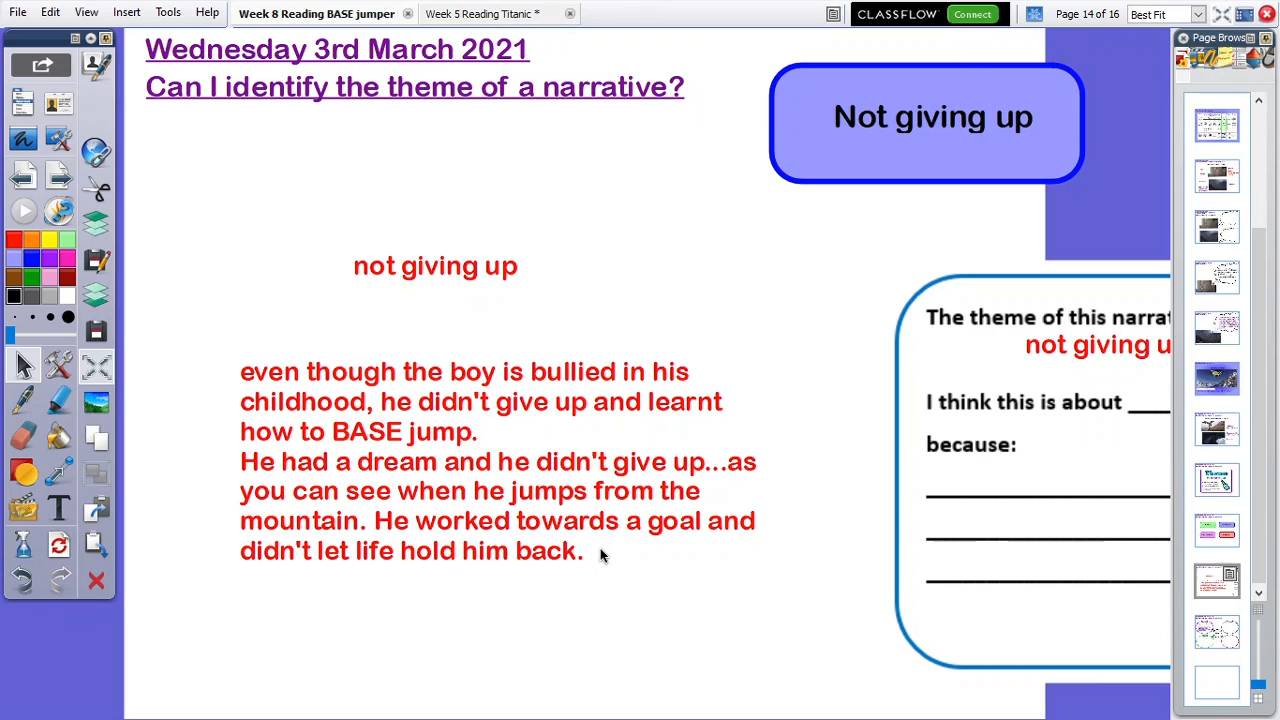 File Edit View Insert Tools Help
Week 8 Reading BASE jumper
Week 5 Reading Titanic *
CLASSFLOW Connect
Page 14 of 16
Best Fit
Page Brows
Wednesday 3rd March 2021
Can I identify the theme of a narrative?
Not giving up
not giving up
even though the boy is bullied in his
childhood, he didn't give up and learnt
how to BASE jump.
He had a dream and he didn't give up...as
you can see when he jumps from the
mountain. He worked towards a goal and
didn't let life hold him back.
The theme of this narrat
not giving u
I think this is about ____
because: